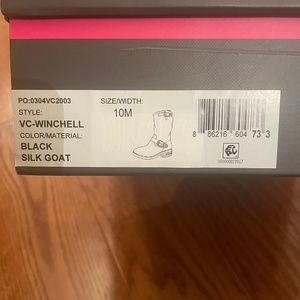 PO:0304VC2003
STYLE:
VC-WINCHELL
COLOR/MATERIAL:
BLACK
SILK GOAT
SIZE/WIDTH:
10M
8 86216 604 73 3